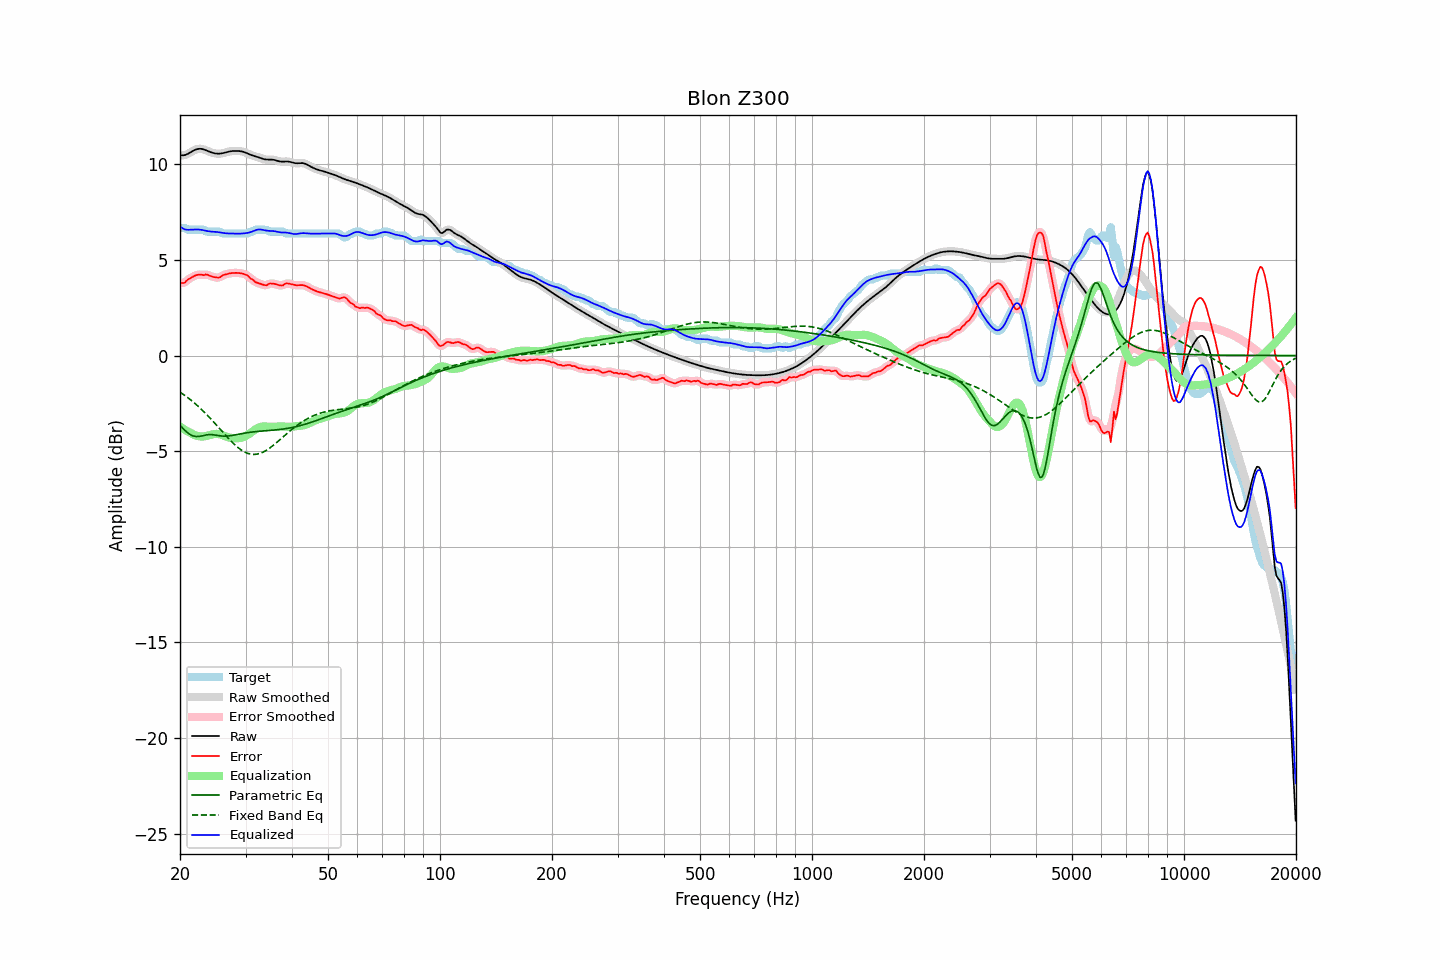 Blon Z300
Amplitude (dBr)
10
5
0
−5
−10
−15
−20
−25
Target
Raw Smoothed
Error Smoothed
Raw
Error
Equalization
Parametric Eq
Fixed Band Eq
Equalized
20 50 100 200 500 1000 2000 5000 10000 20000
Frequency (Hz)